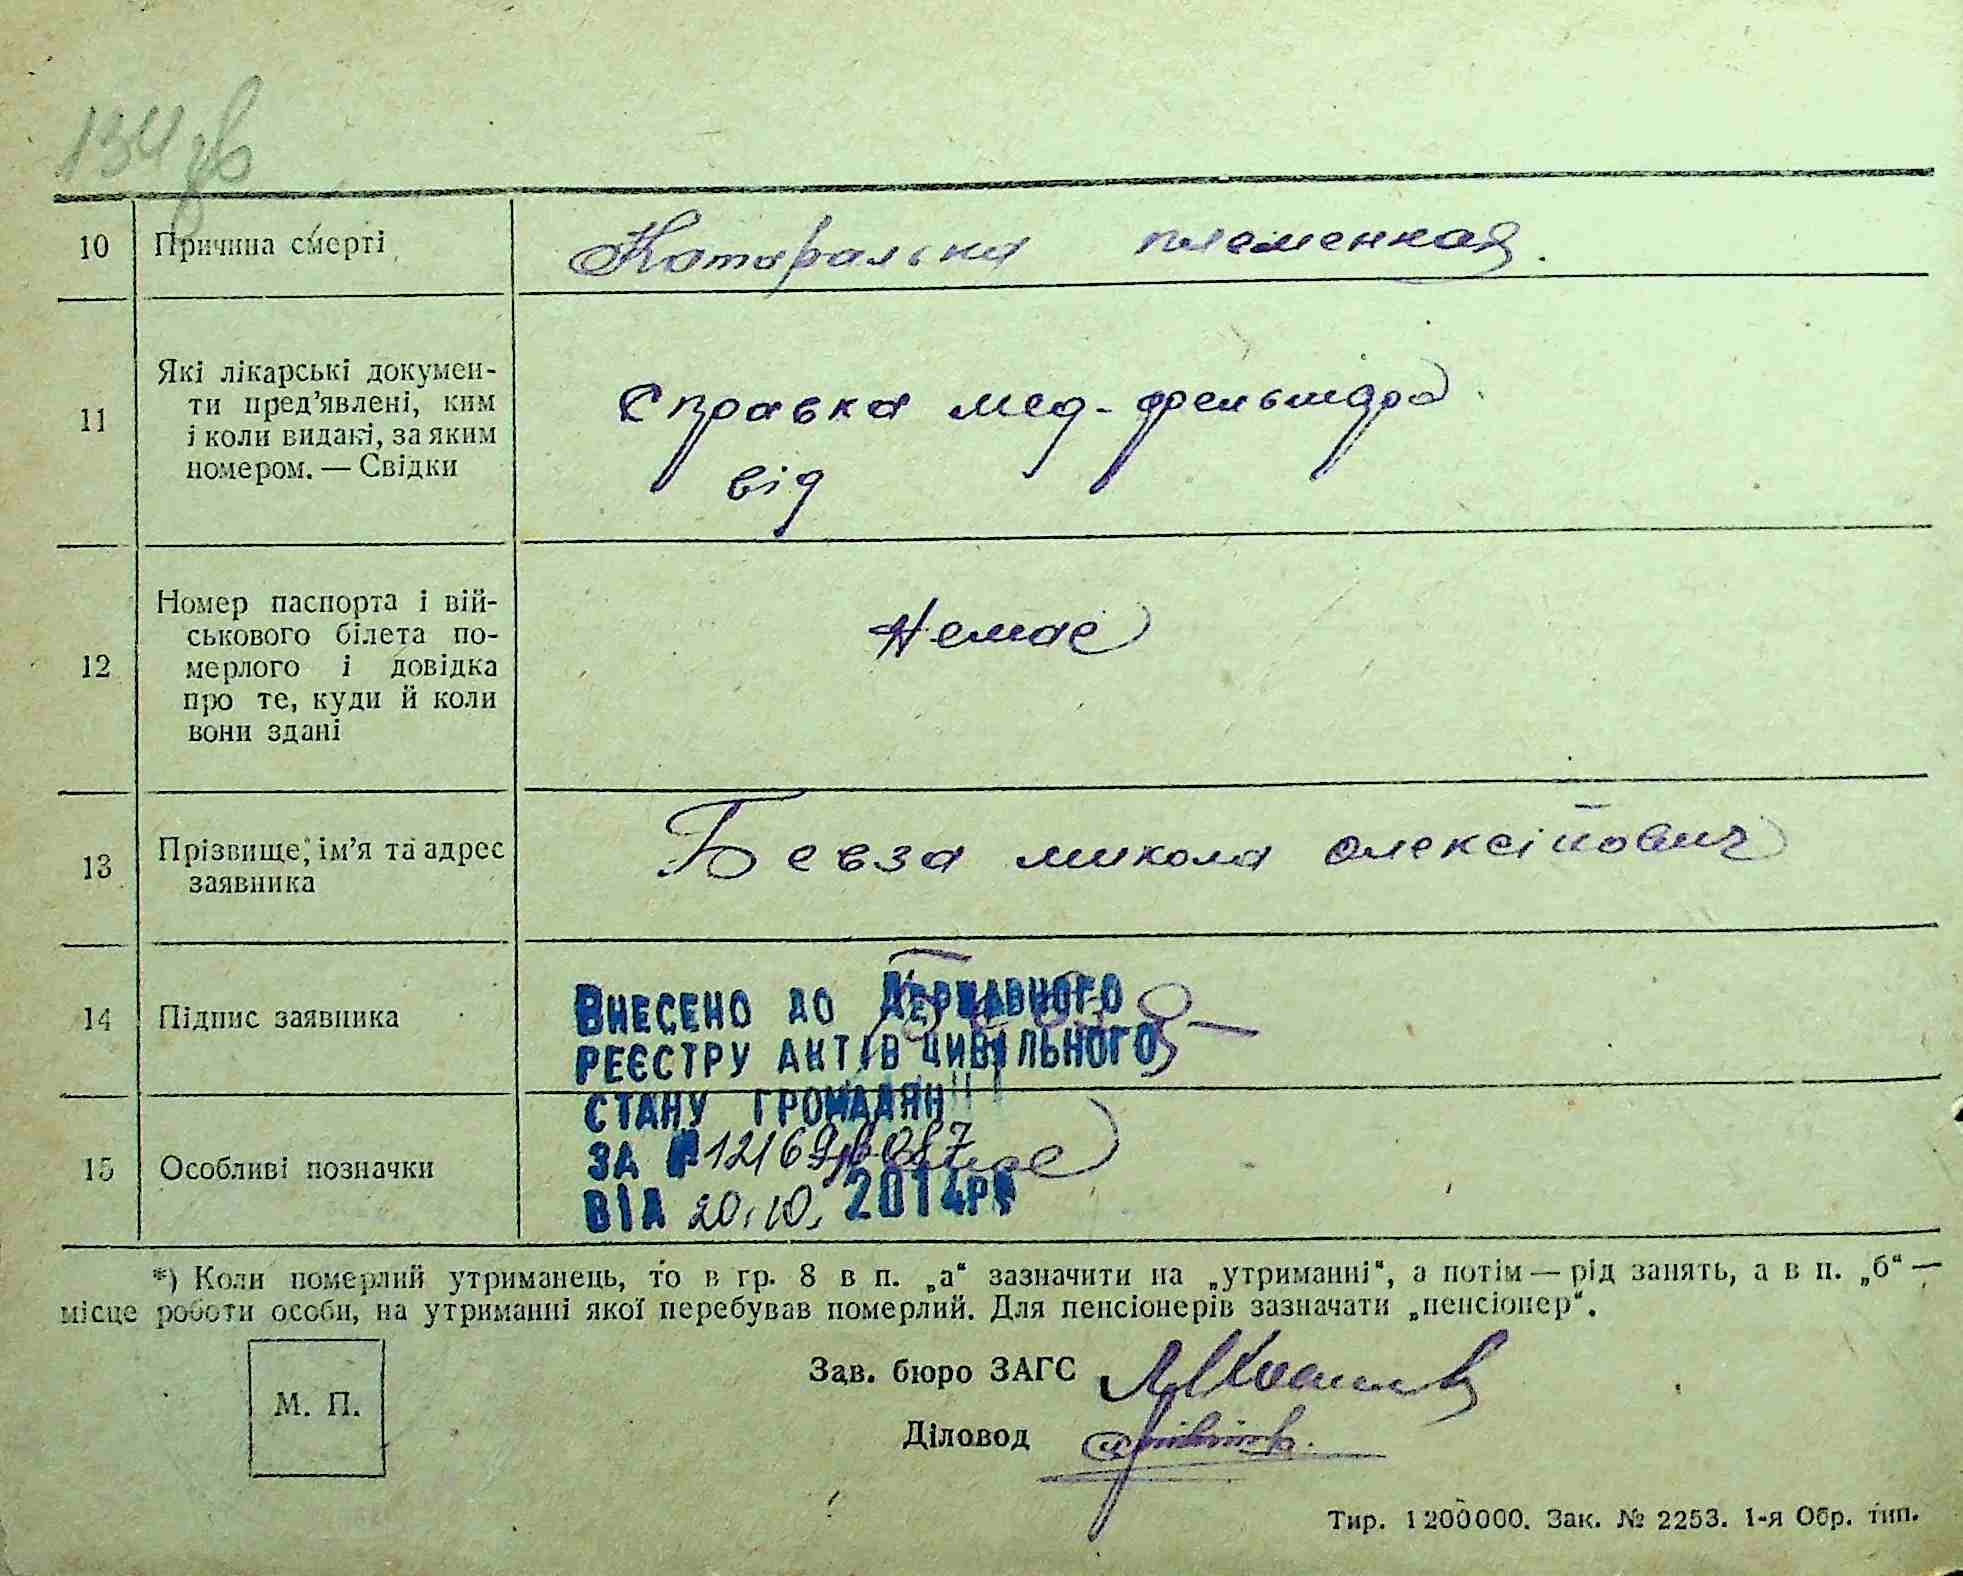 134 зв
10 Причина смерті Катаральна племенная.
11 Які лікарські докумен-
ти пред’явлені, ким
і коли видані, за яким
номером. — Свідки
Справка мед-фельшдра
від
12 Номер паспорта і вій-
ськового білета по-
мерлого і довідка
про те, куди й коли
вони здані
Немає
13 Прізвище, ім’я та адрес
заявника
Бевза микола олексійович
14 Підпис заявника
Внесено до Державного
реєстру актів цивільного
стану громадян
за №
15 Особливі позначки
від 20.10. 2014р
*) Коли померлий утриманець, то в гр. 8 в п. „а“ зазначити на „утриманні“, а потім — рід занять, а в п. „б“ —
місце роботи особи, на утриманні якої перебував померлий. Для пенсіонерів зазначати „пенсіонер“.
М. П.
Зав. бюро ЗАГС
Діловод
Тир. 1200000. Зак. № 2253. 1-я Обр. тип.